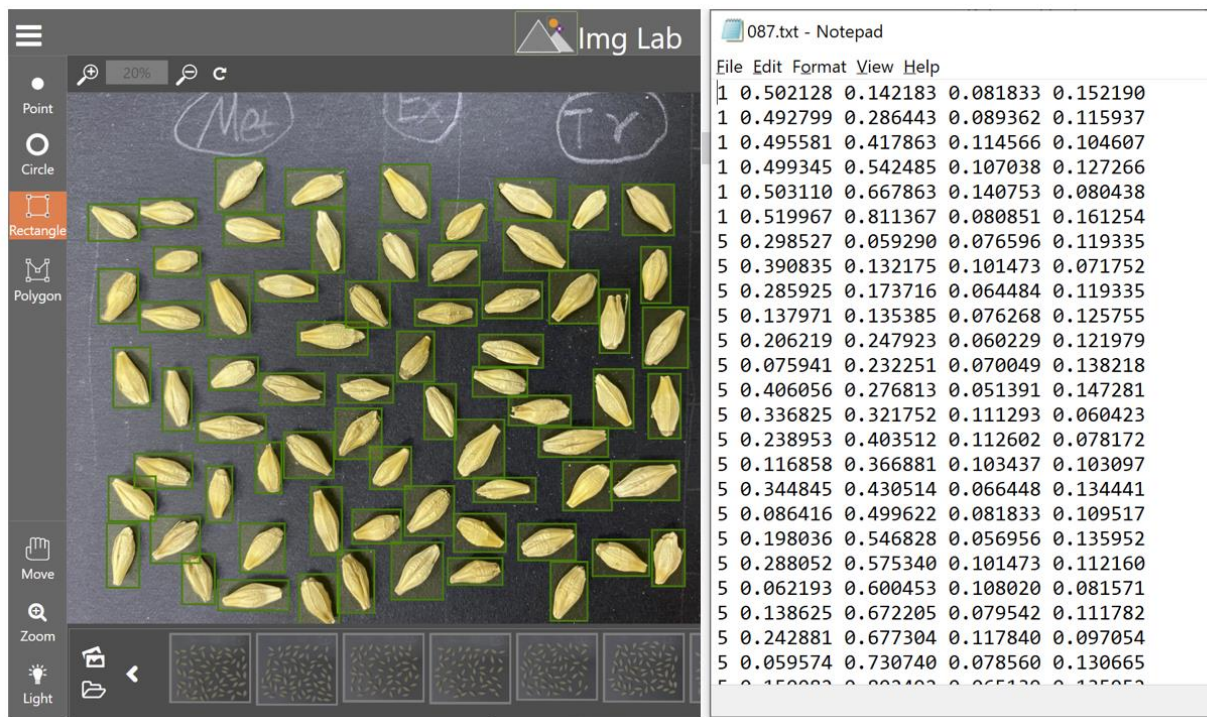 Img Lab
20%
Point
Circle
Rectangle
Polygon
Move
Zoom
Light
Met
Ex
Tr
087.txt - Notepad
File Edit Format View Help
1 0.502128 0.142183 0.081833 0.152190
1 0.492799 0.286443 0.089362 0.115937
1 0.495581 0.417863 0.114566 0.104607
1 0.499345 0.542485 0.107038 0.127266
1 0.503110 0.667863 0.140753 0.080438
1 0.519967 0.811367 0.080851 0.161254
5 0.298527 0.059290 0.076596 0.119335
5 0.390835 0.132175 0.101473 0.071752
5 0.285925 0.173716 0.064484 0.119335
5 0.137971 0.135385 0.076268 0.125755
5 0.206219 0.247923 0.060229 0.121979
5 0.075941 0.232251 0.070049 0.138218
5 0.406056 0.276813 0.051391 0.147281
5 0.336825 0.321752 0.111293 0.060423
5 0.238953 0.403512 0.112602 0.078172
5 0.116858 0.366881 0.103437 0.103097
5 0.344845 0.430514 0.066448 0.134441
5 0.086416 0.499622 0.081833 0.109517
5 0.198036 0.546828 0.056956 0.135952
5 0.288052 0.575340 0.101473 0.112160
5 0.062193 0.600453 0.108020 0.081571
5 0.138625 0.672205 0.079542 0.111782
5 0.242881 0.677304 0.117840 0.097054
5 0.059574 0.730740 0.078560 0.130665